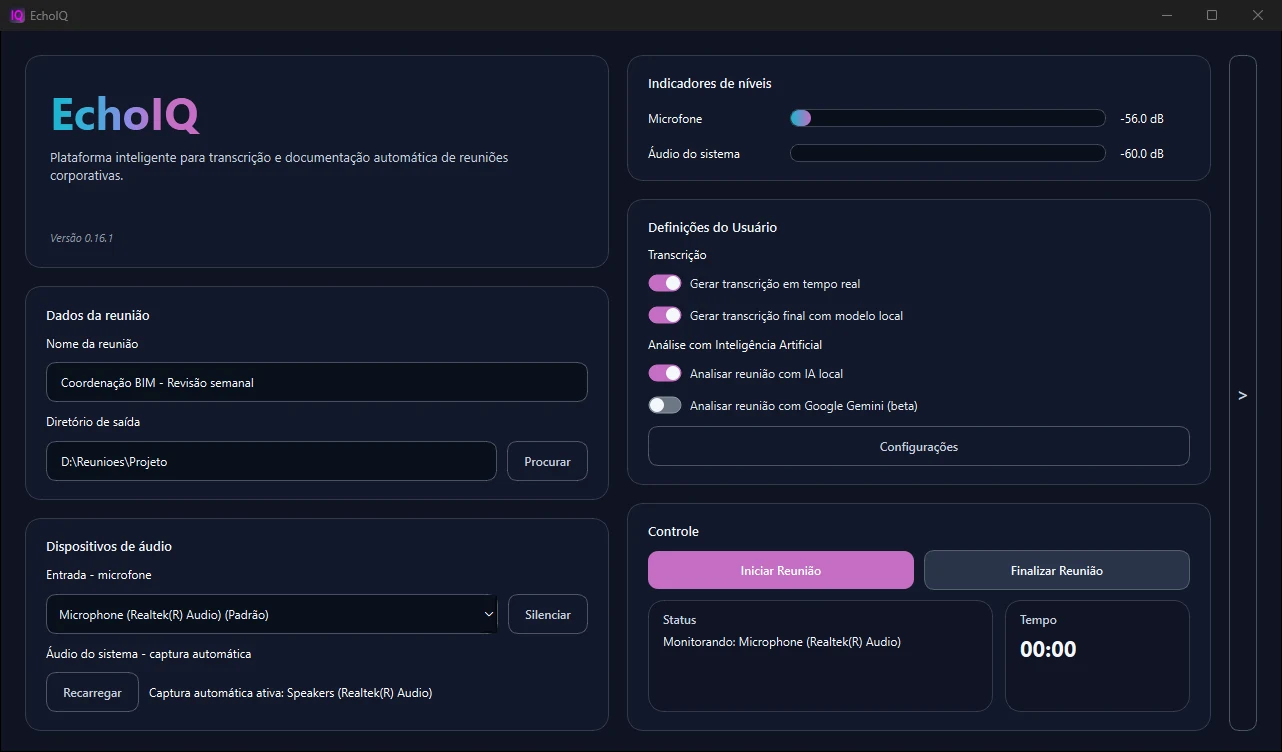 IQ EchoIQ
EchoIQ
Plataforma inteligente para transcrição e documentação automática de reuniões
corporativas.
Versão 0.16.1
Dados da reunião
Nome da reunião
Coordenação BIM - Revisão semanal
Diretório de saída
D:\Reunioes\Projeto
Procurar
Dispositivos de áudio
Entrada - microfone
Microphone (Realtek(R) Audio) (Padrão)
Silenciar
Áudio do sistema - captura automática
Recarregar
Captura automática ativa: Speakers (Realtek(R) Audio)
Indicadores de níveis
Microfone
-56.0 dB
Áudio do sistema
-60.0 dB
Definições do Usuário
Transcrição
Gerar transcrição em tempo real
Gerar transcrição final com modelo local
Análise com Inteligência Artificial
Analisar reunião com IA local
Analisar reunião com Google Gemini (beta)
Configurações
Controle
Iniciar Reunião
Finalizar Reunião
Status
Monitorando: Microphone (Realtek(R) Audio)
Tempo
00:00
>